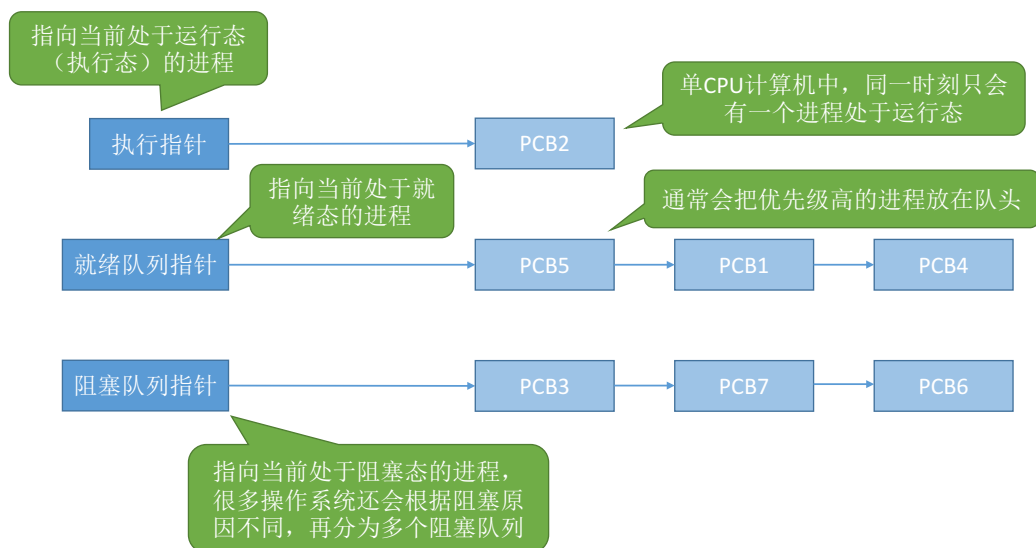 指向当前处于运行态
（执行态）的进程
单CPU计算机中，同一时刻只会
有一个进程处于运行态
执行指针
PCB2
指向当前处于就
绪态的进程
通常会把优先级高的进程放在队头
就绪队列指针
PCB5
PCB1
PCB4
阻塞队列指针
PCB3
PCB7
PCB6
指向当前处于阻塞态的进程，
很多操作系统还会根据阻塞原
因不同，再分为多个阻塞队列